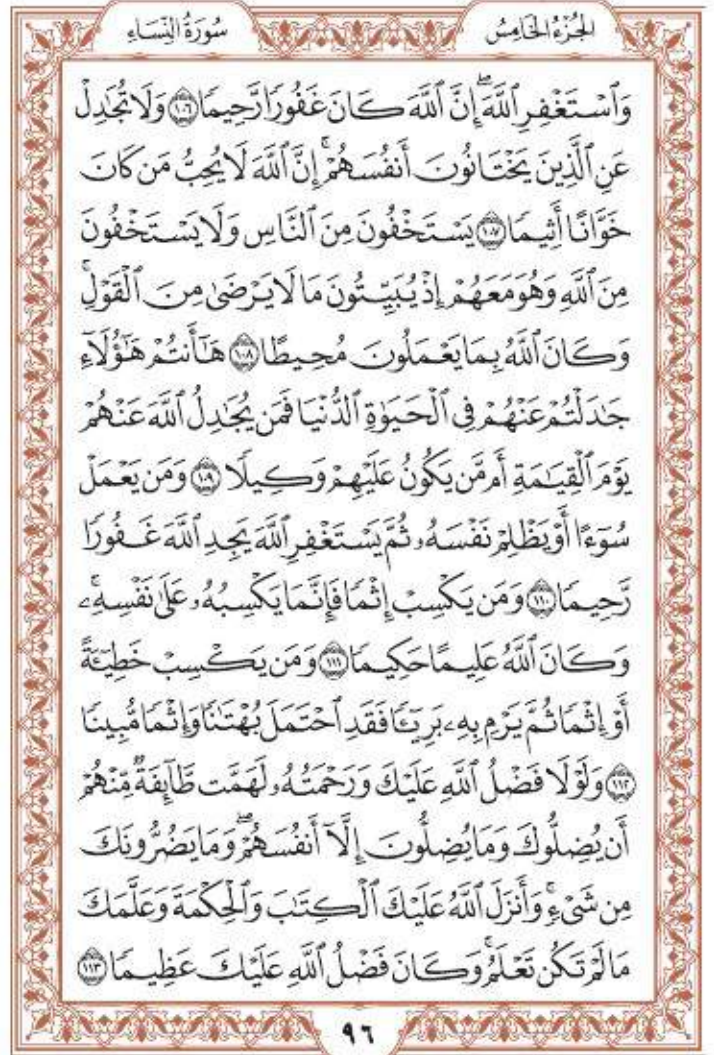 سُورَةُ النِّسَاءِ
الجُزْءُ الخَامِسُ
وَٱسْتَغْفِرِ ٱللَّهَۖ إِنَّ ٱللَّهَ كَانَ غَفُورٗا رَّحِيمٗا ١٠٦ وَلَا تُجَٰدِلۡ
عَنِ ٱلَّذِينَ يَخۡتَانُونَ أَنفُسَهُمۡۚ إِنَّ ٱللَّهَ لَا يُحِبُّ مَن كَانَ
خَوَّانًا أَثِيمٗا ١٠٧ يَسۡتَخۡفُونَ مِنَ ٱلنَّاسِ وَلَا يَسۡتَخۡفُونَ
مِنَ ٱللَّهِ وَهُوَ مَعَهُمۡ إِذۡ يُبَيِّتُونَ مَا لَا يَرۡضَىٰ مِنَ ٱلۡقَوۡلِۚ
وَكَانَ ٱللَّهُ بِمَا يَعۡمَلُونَ مُحِيطًا ١٠٨ هَٰٓأَنتُمۡ هَٰٓؤُلَآءِ
جَٰدَلۡتُمۡ عَنۡهُمۡ فِي ٱلۡحَيَوٰةِ ٱلدُّنۡيَا فَمَن يُجَٰدِلُ ٱللَّهَ عَنۡهُمۡ
يَوۡمَ ٱلۡقِيَٰمَةِ أَم مَّن يَكُونُ عَلَيۡهِمۡ وَكِيلٗا ١٠٩ وَمَن يَعۡمَلۡ
سُوٓءًا أَوۡ يَظۡلِمۡ نَفۡسَهُۥ ثُمَّ يَسۡتَغۡفِرِ ٱللَّهَ يَجِدِ ٱللَّهَ غَفُورٗا
رَّحِيمٗا ١١٠ وَمَن يَكۡسِبۡ إِثۡمٗا فَإِنَّمَا يَكۡسِبُهُۥ عَلَىٰ نَفۡسِهِۦۚ
وَكَانَ ٱللَّهُ عَلِيمًا حَكِيمٗا ١١١ وَمَن يَكۡسِبۡ خَطِيٓـَٔةً
أَوۡ إِثۡمٗا ثُمَّ يَرۡمِ بِهِۦ بَرِيٓـٔٗا فَقَدِ ٱحۡتَمَلَ بُهۡتَٰنٗا وَإِثۡمٗا مُّبِينٗا
١١٢ وَلَوۡلَا فَضۡلُ ٱللَّهِ عَلَيۡكَ وَرَحۡمَتُهُۥ لَهَمَّت طَّآئِفَةٞ مِّنۡهُمۡ
أَن يُضِلُّوكَ وَمَا يُضِلُّونَ إِلَّآ أَنفُسَهُمۡۖ وَمَا يَضُرُّونَكَ
مِن شَيۡءٖۚ وَأَنزَلَ ٱللَّهُ عَلَيۡكَ ٱلۡكِتَٰبَ وَٱلۡحِكۡمَةَ وَعَلَّمَكَ
مَا لَمۡ تَكُن تَعۡلَمُۚ وَكَانَ فَضۡلُ ٱللَّهِ عَلَيۡكَ عَظِيمٗا ١١٣
٩٦